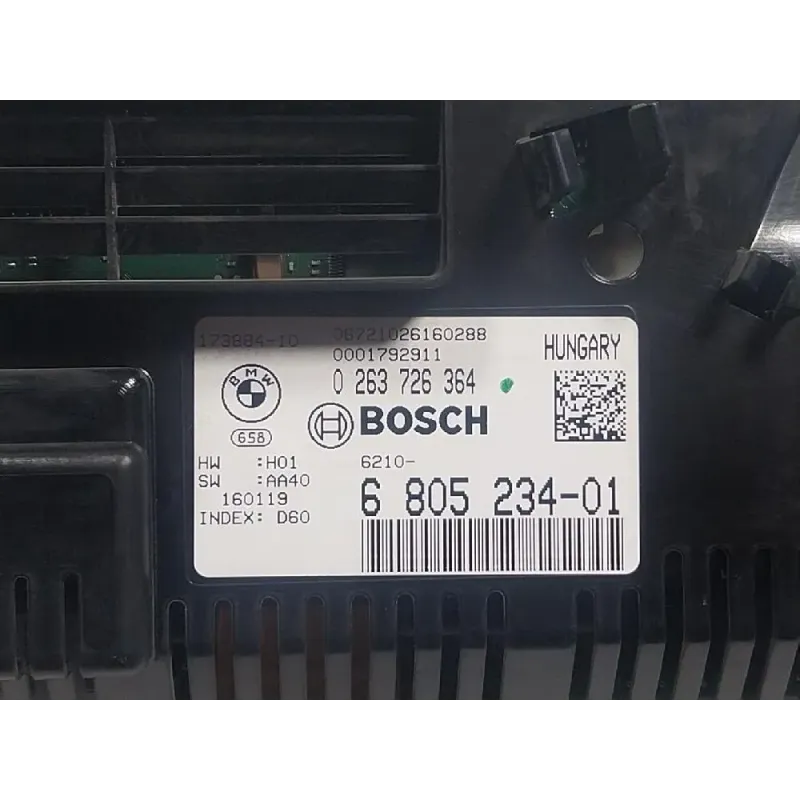 173884-10 06721026160288
0001792911
HUNGARY
0 263 726 364
BMW
658
BOSCH
HW :H01
SW :AA40
160119
INDEX: D60
6210-
6 805 234-01